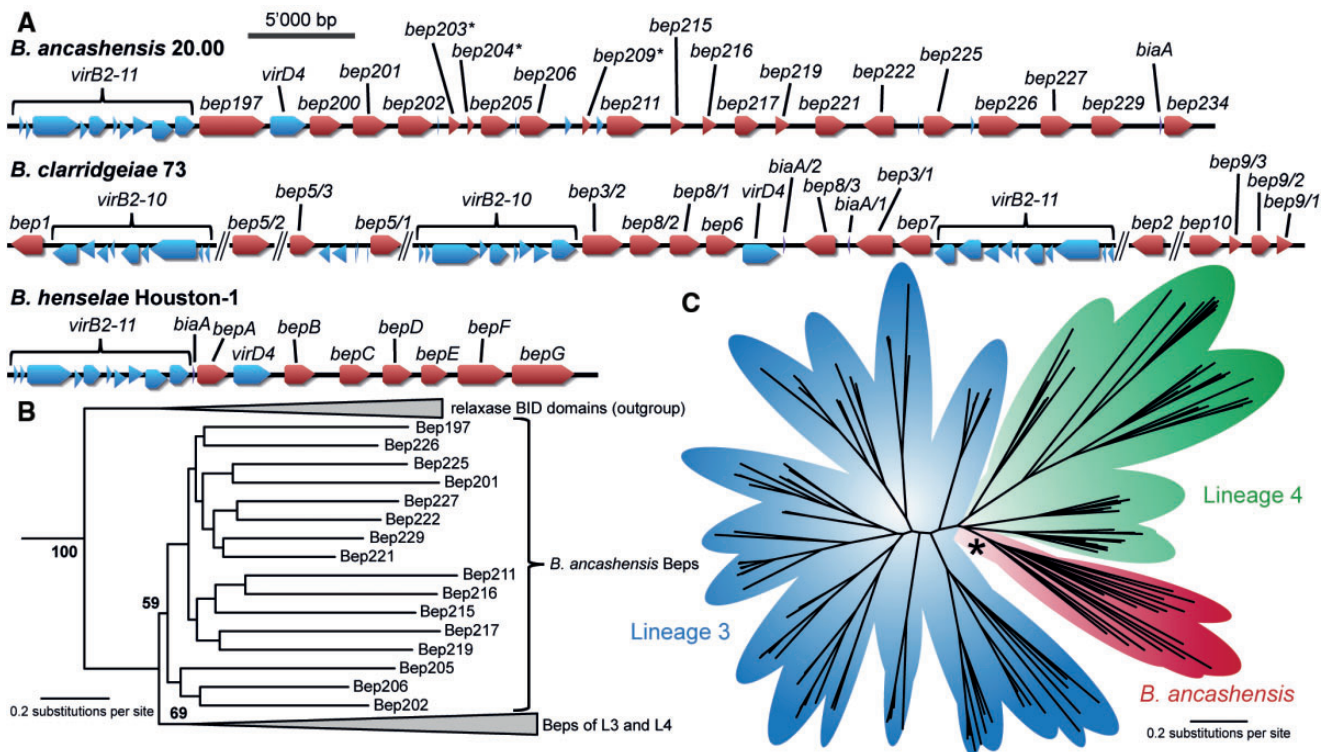 A
5'000 bp
B. ancashensis 20.00
virB2-11
virD4
bep197
bep200
bep201
bep202
bep203*
bep204*
bep205
bep206
bep209*
bep211
bep215
bep216
bep217
bep219
bep221
bep222
bep225
bep226
bep227
bep229
biaA
bep234
B. clarridgeiae 73
bep1
virB2-10
bep5/2
bep5/3
bep5/1
virB2-10
bep3/2
bep8/2
bep8/1
bep6
virD4
biaA/2
bep8/3
biaA/1
bep3/1
bep7
virB2-11
bep2
bep10
bep9/3
bep9/2
bep9/1
B. henselae Houston-1
virB2-11
biaA
bepA
virD4
bepB
bepC
bepD
bepE
bepF
bepG
B
relaxase BID domains (outgroup)
Bep197
Bep226
Bep225
Bep201
Bep227
Bep222
Bep229
Bep221
Bep211
Bep216
Bep215
Bep217
Bep219
Bep205
Bep206
Bep202
B. ancashensis Beps
Beps of L3 and L4
100
59
69
0.2 substitutions per site
C
Lineage 4
*
Lineage 3
B. ancashensis
0.2 substitutions per site